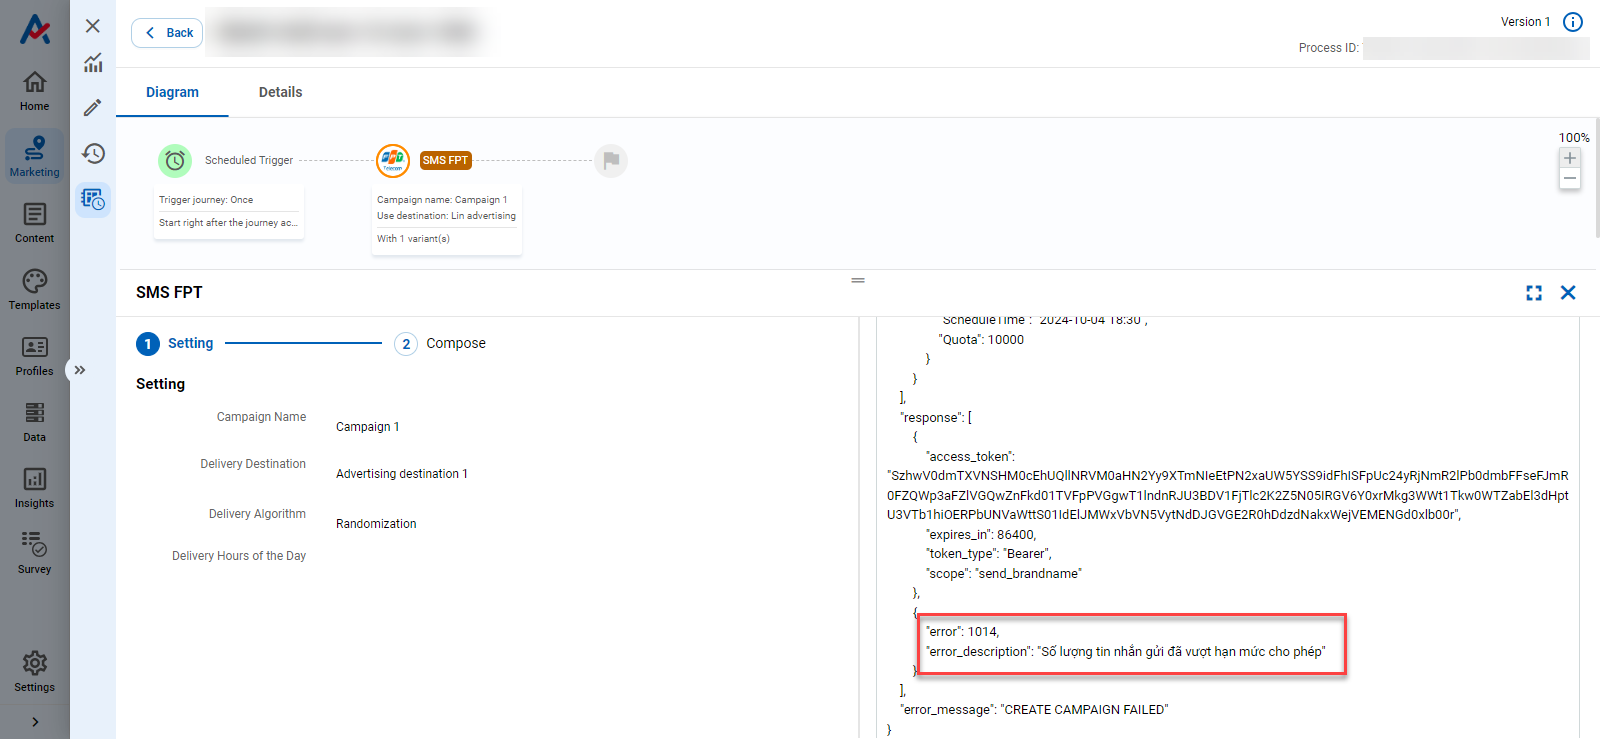 Back
Version 1
Process ID:
Home
Marketing
Content
Templates
Profiles
Data
Insights
Survey
Settings
Diagram
Details
100%
Scheduled Trigger
FPT
Telecom
SMS FPT
Trigger journey: Once
Start right after the journey ac...
Campaign name: Campaign 1
Use destination: Lin advertising
With 1 variant(s)
SMS FPT
1 Setting
2 Compose
Setting
Campaign Name
Campaign 1
Delivery Destination
Advertising destination 1
Delivery Algorithm
Randomization
Delivery Hours of the Day
"ScheduleTime": "2024-10-04 18:30",
"Quota": 10000
}
}
],
"response": [
{
"access_token":
"expires_in": 86400,
"token_type": "Bearer",
"scope": "send_brandname"
},
{
"error": 1014,
"error_description": "Số lượng tin nhắn gửi đã vượt hạn mức cho phép"
}
],
"error_message": "CREATE CAMPAIGN FAILED"
}